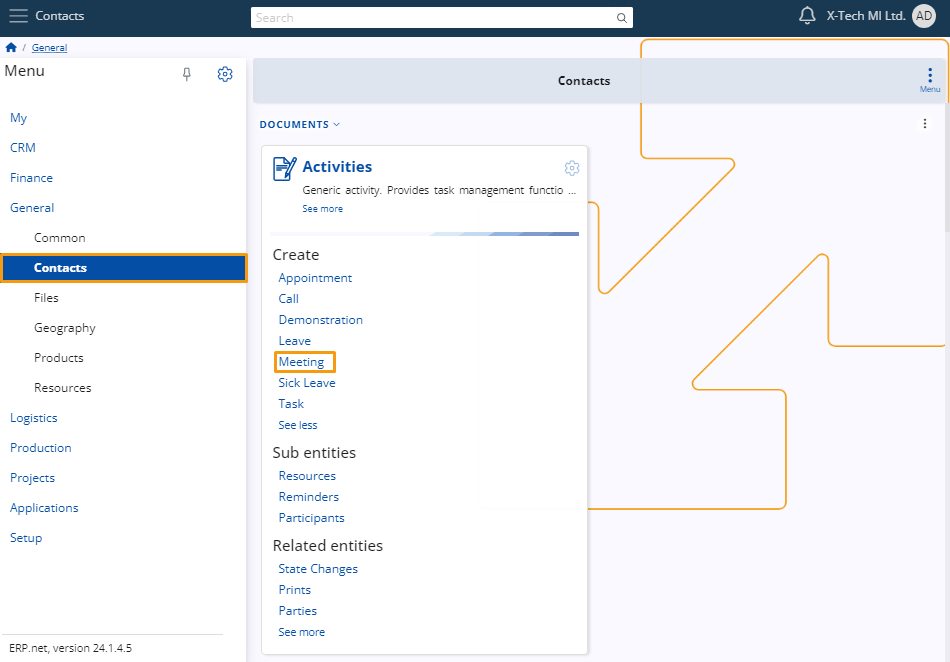 Contacts
Search
X-Tech MI Ltd.
AD
/ General
Menu
My
CRM
Finance
General
Common
Contacts
Files
Geography
Products
Resources
Logistics
Production
Projects
Applications
Setup
ERP.net, version 24.1.4.5
Contacts
Menu
DOCUMENTS
Activities
Generic activity. Provides task management functio ...
See more
Create
Appointment
Call
Demonstration
Leave
Meeting
Sick Leave
Task
See less
Sub entities
Resources
Reminders
Participants
Related entities
State Changes
Prints
Parties
See more